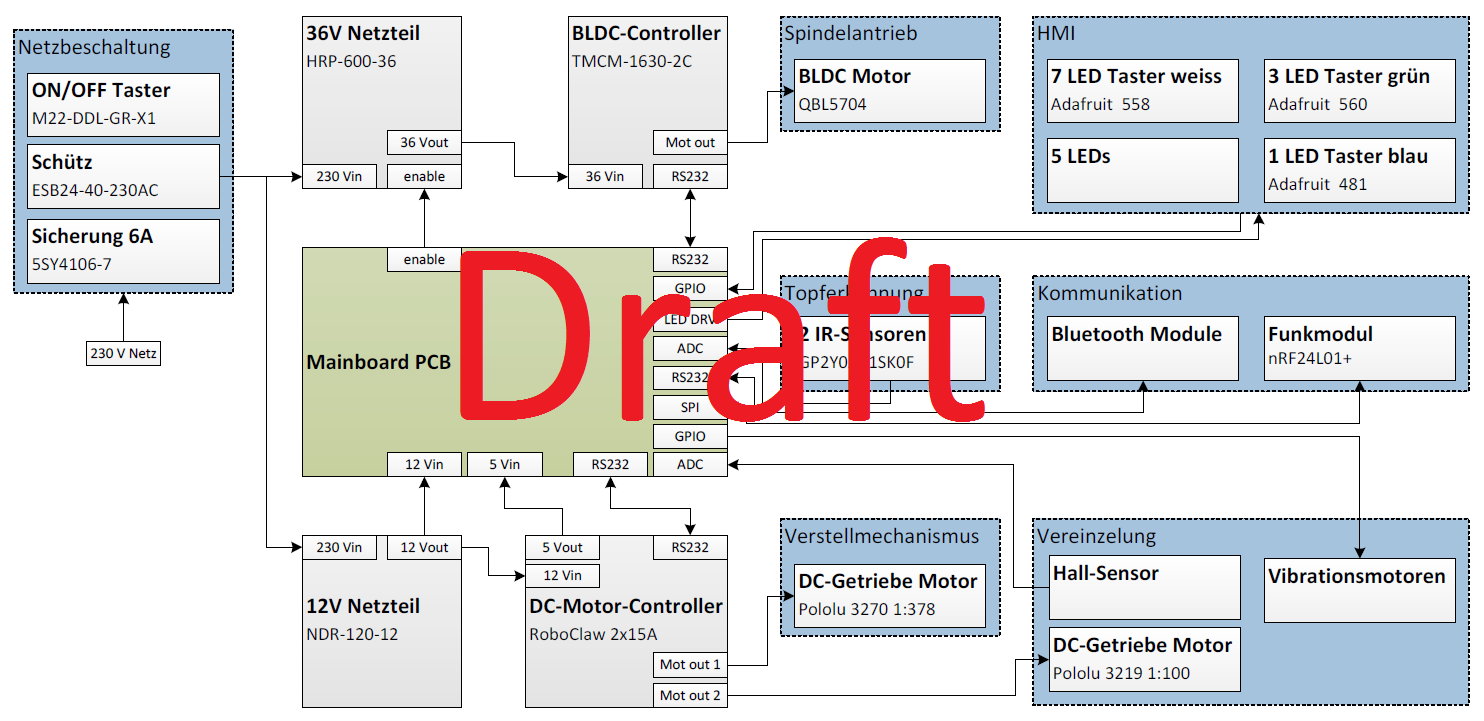 Netzbeschaltung
ON/OFF Taster
M22-DDL-GR-X1
Schütz
ESB24-40-230AC
Sicherung 6A
5SY4106-7
230 V Netz
36V Netzteil
HRP-600-36
36 Vout
230 Vin
enable
BLDC-Controller
TMCM-1630-2C
Mot out
36 Vin
RS232
Spindelantrieb
BLDC Motor
QBL5704
HMI
7 LED Taster weiss
Adafruit 558
3 LED Taster grün
Adafruit 560
5 LEDs
1 LED Taster blau
Adafruit 481
Mainboard PCB
enable
RS232
GPIO
LED DRV
ADC
RS232
SPI
GPIO
ADC
12 Vin
5 Vin
RS232
Draft
2 IR-Sensoren
Kommunikation
Bluetooth Module
Funkmodul
nRF24L01+
230 Vin
12 Vout
12V Netzteil
NDR-120-12
5 Vout
RS232
12 Vin
DC-Motor-Controller
RoboClaw 2x15A
Mot out 1
Mot out 2
Verstellmechanismus
DC-Getriebe Motor
Pololu 3270 1:378
Vereinzelung
Hall-Sensor
DC-Getriebe Motor
Pololu 3219 1:100
Vibrationsmotoren